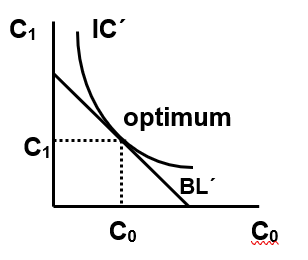 C₁ IC´
optimum
C₁
BL´
C₀ C₀